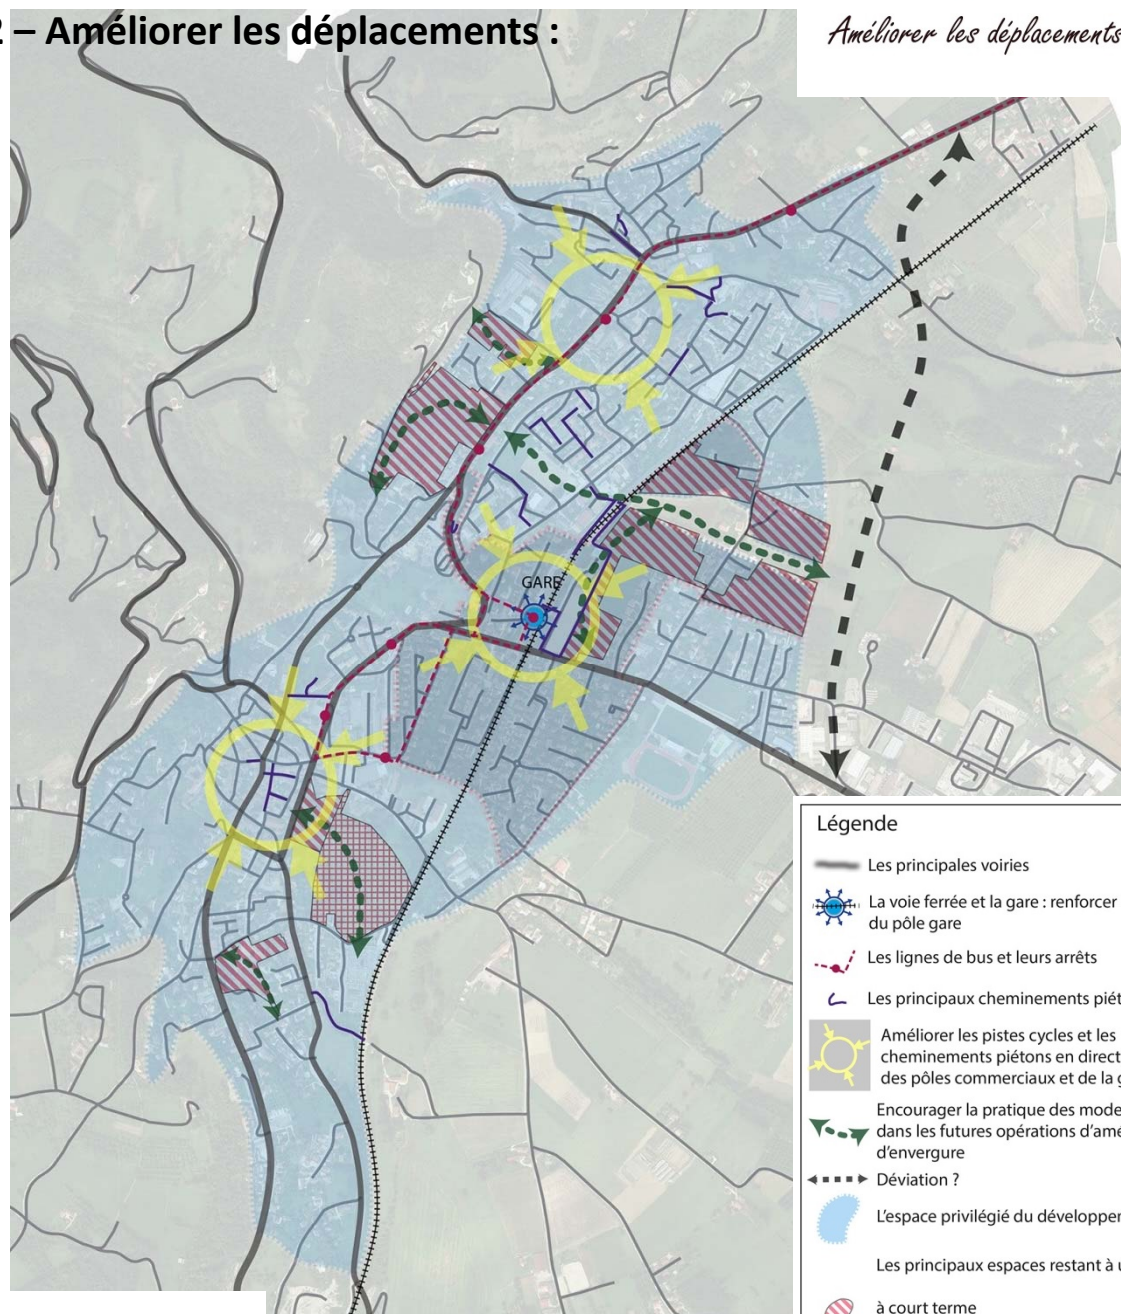 2 – Améliorer les déplacements :
Améliorer les déplacements
GARE
Légende
Les principales voiries
La voie ferrée et la gare : renforcer
du pôle gare
Les lignes de bus et leurs arrêts
Les principaux cheminements piét
Améliorer les pistes cycles et les
cheminements piétons en direct
des pôles commerciaux et de la g
Encourager la pratique des mode
dans les futures opérations d'amé
d'envergure
Déviation ?
L'espace privilégié du développer
Les principaux espaces restant à u
à court terme